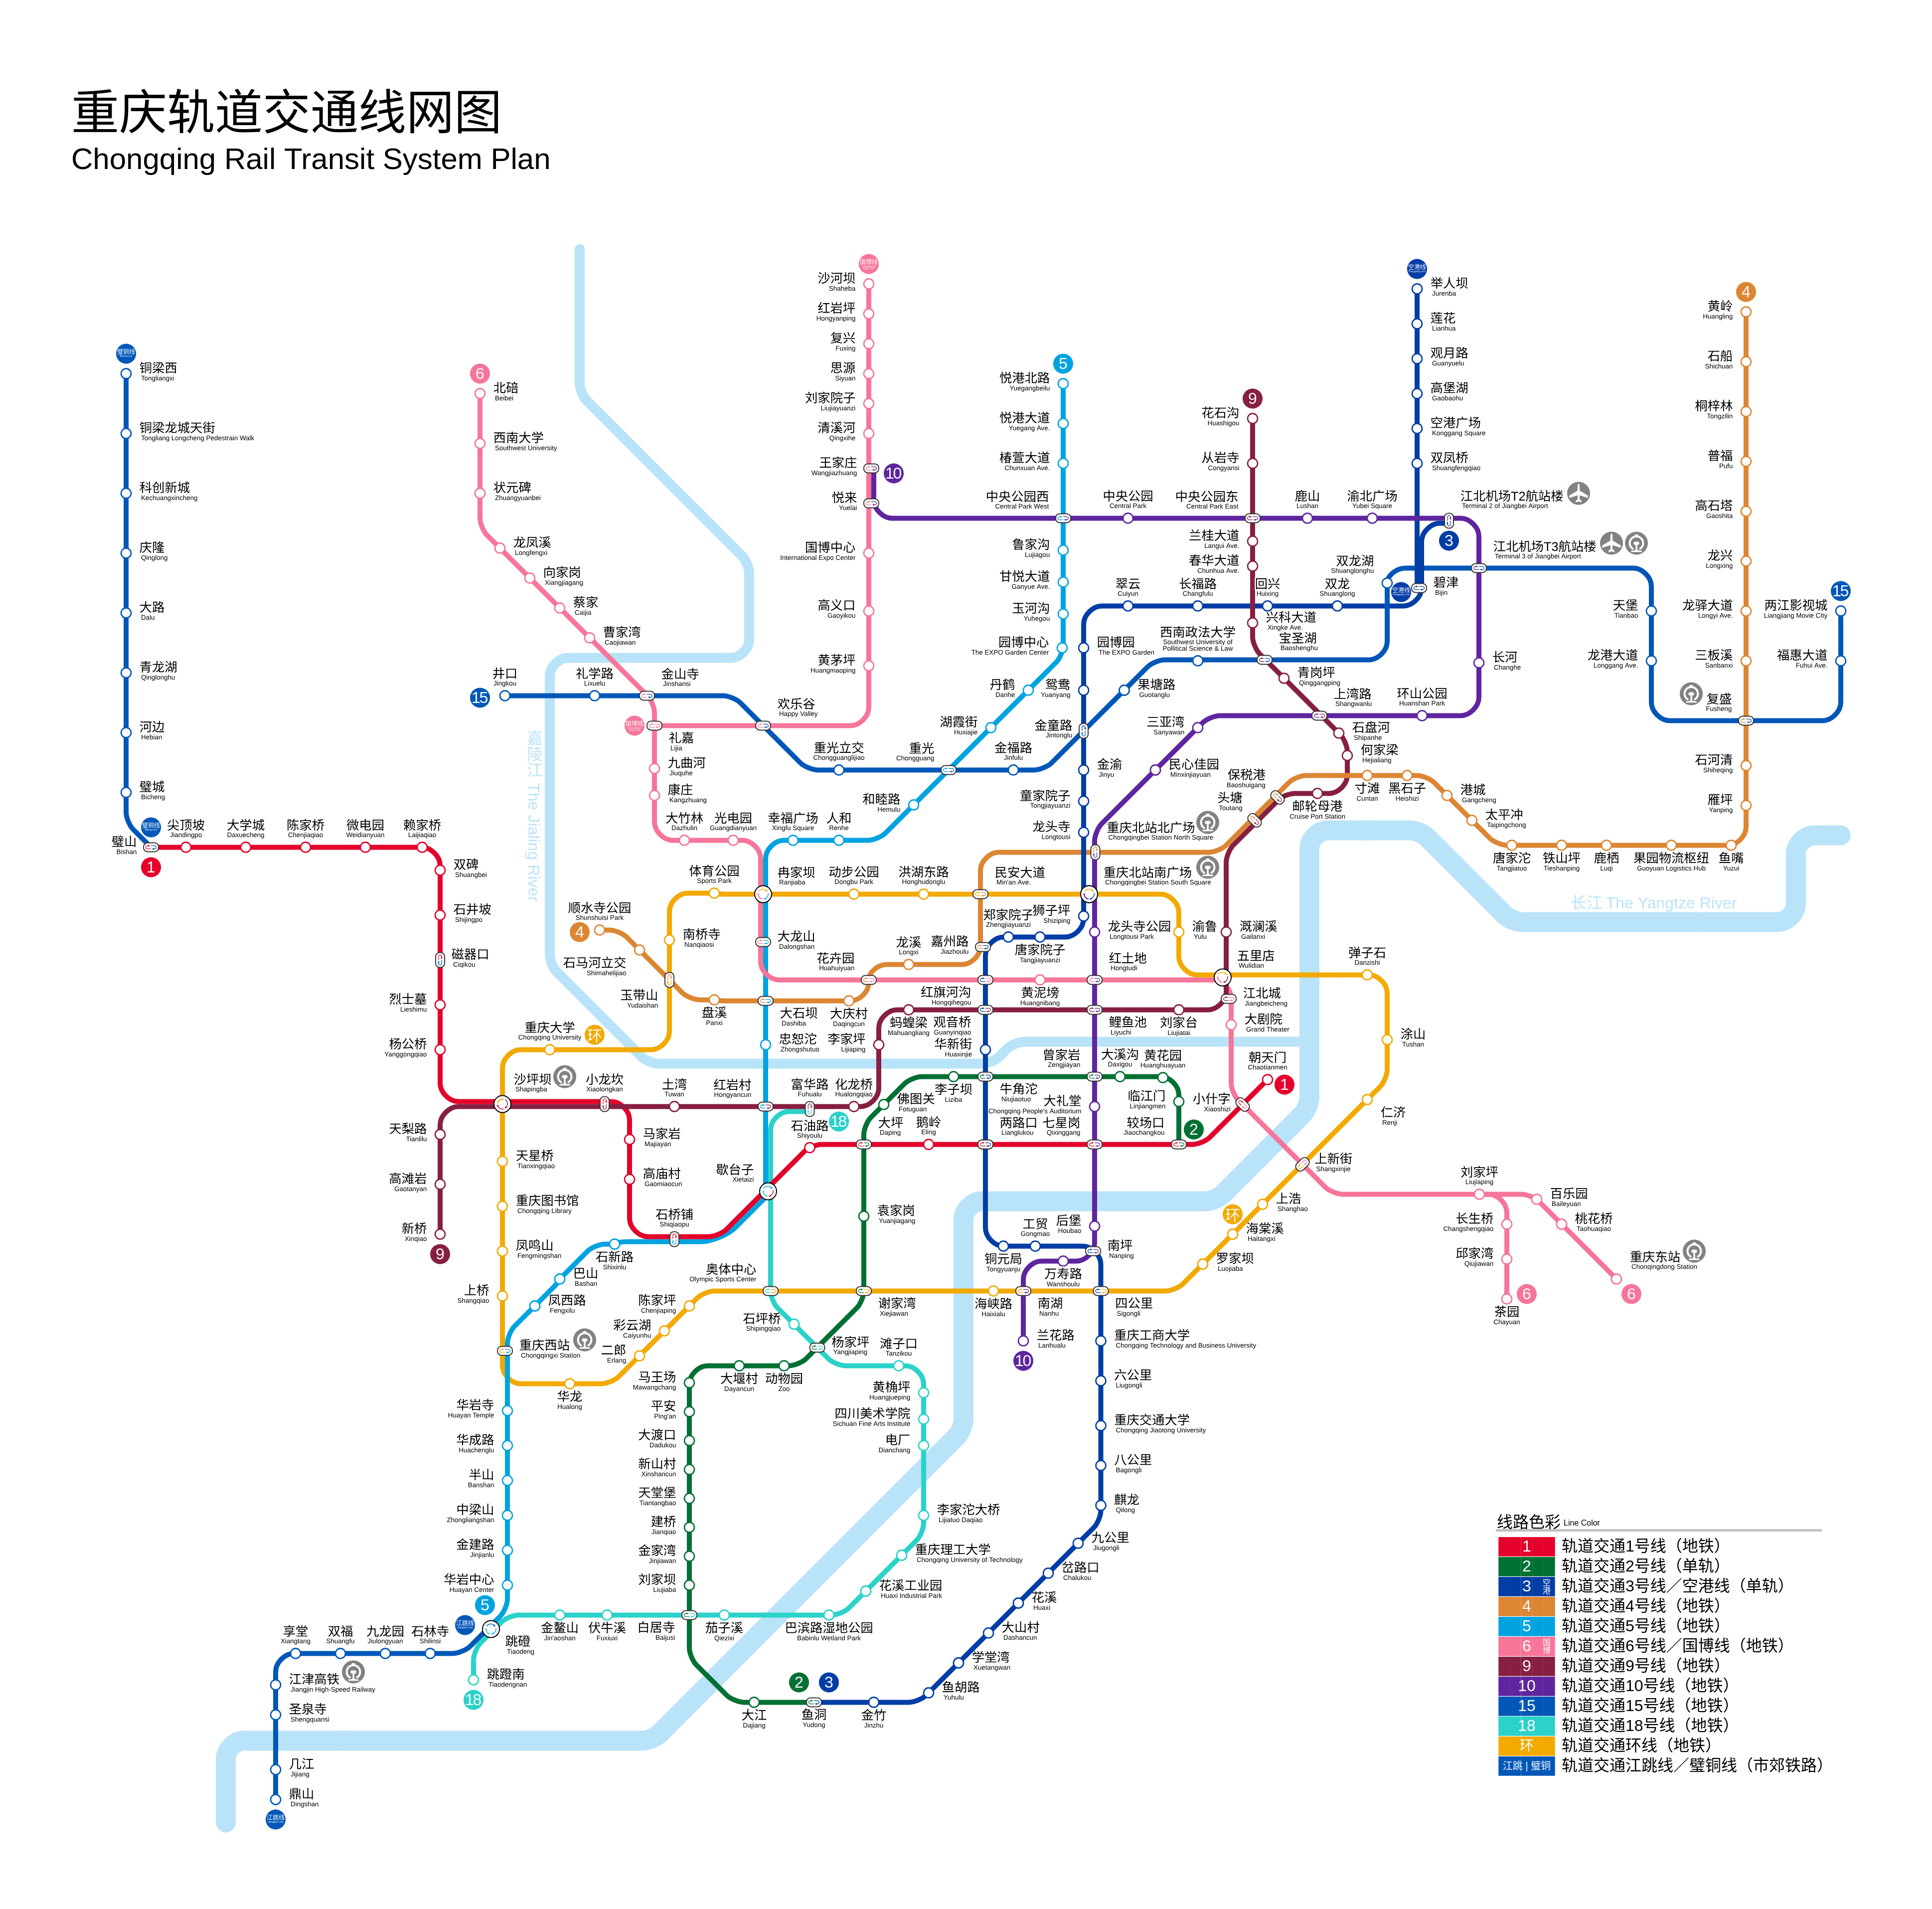 重庆轨道交通线网图
Chongqing Rail Transit System Plan
璧铜线
铜梁西
Tongliangxi
铜梁龙城天街
Tongliang Longcheng Pedestrain Walk
科创新城
Kechuangxincheng
庆隆
Qinglong
大路
Dalu
青龙湖
Qinglonghu
河边
Hebian
璧城
Bicheng
璧铜线
璧山
Bishan
1
尖顶坡
Jiandingpo
大学城
Daxuecheng
陈家桥
Chenjiaqiao
微电园
Weidianyuan
赖家桥
Laijiaqiao
双碑
Shuangbei
石井坡
Shijingpo
磁器口
Ciqikou
烈士墓
Lieshimu
杨公桥
Yanggongqiao
沙坪坝
Shapingba
小龙坎
Xiaolongkan
马家岩
Majiayan
高庙村
Gaomiaocun
石桥铺
Shiqiaopu
歇台子
Xietaizi
石油路
Shiyoulu
大坪
Daping
鹅岭
Eling
两路口
Lianglukou
七星岗
Qixinggang
较场口
Jiaochangkou
小什字
Xiaoshizi
朝天门
Chaotianmen
1
6
北碚
Beibei
西南大学
Southwest University
状元碑
Zhuangyuanbei
龙凤溪
Longfengxi
向家岗
Xiangjiagang
蔡家
Caijia
曹家湾
Caojiawan
金山寺
Jinshansi
国博线
礼嘉
Lijia
九曲河
Jiuquhe
康庄
Kangzhuang
大竹林
Dazhulin
光电园
Guangdianyuan
冉家坝
Ranjiaba
大龙山
Dalongshan
花卉园
Huahuiyuan
红旗河沟
Hongqihegou
黄泥塝
Huangnibang
红土地
Hongtudi
五里店
Wulidian
江北城
Jiangbeicheng
大剧院
Grand Theater
上新街
Shangxinjie
刘家坪
Liujiaping
长生桥
Changshengqiao
邱家湾
Qiujiawan
茶园
Chayuan
6
百乐园
Baileyuan
桃花桥
Taohuaqiao
重庆东站
Chonqingdong Station
6
国博线
沙河坝
Shaheba
红岩坪
Hongyanping
复兴
Fuxing
思源
Siyuan
刘家院子
Liujiayuanzi
清溪河
Qingxihe
王家庄
Wangjiazhuang
10
悦来
Yuelai
国博中心
International Expo Center
高义口
Gaoyikou
黄茅坪
Huangmaoping
欢乐谷
Happy Valley
5
悦港北路
Yuegangbeilu
悦港大道
Yuegang Ave.
椿萱大道
Chunxuan Ave.
中央公园西
Central Park West
鲁家沟
Lujiagou
甘悦大道
Ganyue Ave.
玉河沟
Yuhegou
园博中心
The EXPO Garden Center
丹鹤
Danhe
湖霞街
Huxiajie
重光
Chongguang
和睦路
Hemulu
人和
Renhe
幸福广场
Xingfu Square
大石坝
Dashiba
忠恕沱
Zhongshutuo
红岩村
Hongyancun
石新路
Shixinlu
巴山
Bashan
凤西路
Fengxilu
重庆西站
Chongqingxi Station
华岩寺
Huayan Temple
华成路
Huachenglu
半山
Banshan
中梁山
Zhongliangshan
金建路
Jinjianlu
华岩中心
Huayan Center
5
江跳线
跳磴
Tiaodeng
中央公园
Central Park
中央公园东
Central Park East
鹿山
Lushan
渝北广场
Yubei Square
江北机场T2航站楼
Terminal 2 of Jiangbei Airport
3
江北机场T3航站楼
Terminal 3 of Jiangbei Airport
长河
Changhe
环山公园
Huanshan Park
上湾路
Shangwanlu
三亚湾
Sanyawan
民心佳园
Minxinjiayuan
重庆北站北广场
Chongqingbei Station North Square
重庆北站南广场
Chongqingbei Station South Square
龙头寺公园
Longtousi Park
鲤鱼池
Liyuchi
曾家岩
Zengjiayan
大礼堂
Chongqing People's Auditorium
后堡
Houbao
南坪
Nanping
万寿路
Wanshoulu
南湖
Nanhu
兰花路
Lanhualu
10
9
花石沟
Huashigou
从岩寺
Congyansi
兰桂大道
Langui Ave.
春华大道
Chunhua Ave.
回兴
Huixing
兴科大道
Xingke Ave.
宝圣湖
Baoshenghu
青岗坪
Qinggangping
石盘河
Shipanhe
何家梁
Hejialiang
邮轮母港
Cruise Port Station
保税港
Baoshuigang
头塘
Toutang
溉澜溪
Gailanxi
刘家台
Liujiatai
观音桥
Guanyinqiao
蚂蝗梁
Mahuangliang
李家坪
Lijiaping
化龙桥
Hualongqiao
富华路
Fuhualu
土湾
Tuwan
天梨路
Tianlilu
高滩岩
Gaotanyan
新桥
Xinqiao
9
空港线
举人坝
Jurenba
莲花
Lianhua
观月路
Guanyuelu
高堡湖
Gaobaohu
空港广场
Konggang Square
双凤桥
Shuangfengqiao
空港线
碧津
Bijin
双龙
Shuanglong
长福路
Changfulu
翠云
Cuiyun
园博园
The EXPO Garden
鸳鸯
Yuanyang
金童路
Jintonglu
金渝
Jinyu
童家院子
Tongjiayuanzi
龙头寺
Longtousi
狮子坪
Shiziping
唐家院子
Tangjiayuanzi
郑家院子
Zhengjiayuanzi
嘉州路
Jiazhoulu
华新街
Huaxinjie
牛角沱
Niujiaotuo
铜元局
Tongyuanju
工贸
Gongmao
四公里
Sigongli
重庆工商大学
Chongqing Technology and Business University
六公里
Liugongli
重庆交通大学
Chongqing Jiaotong University
八公里
Bagongli
麒龙
Qilong
九公里
Jiugongli
岔路口
Chalukou
花溪
Huaxi
大山村
Dashancun
学堂湾
Xuetangwan
鱼胡路
Yuhulu
金竹
Jinzhu
2
3
鱼洞
Yudong
大江
Dajiang
白居寺
Baijusi
刘家坝
Liujiaba
金家湾
Jinjiawan
建桥
Jianqiao
天堂堡
Tiantangbao
新山村
Xinshancun
大渡口
Dadukou
平安
Ping'an
马王场
Mawangchang
大堰村
Dayancun
动物园
Zoo
杨家坪
Yangjiaping
谢家湾
Xiejiawan
袁家岗
Yuanjiagang
佛图关
Fotuguan
李子坝
Liziba
大溪沟
Daxigou
黄花园
Huanghuayuan
临江门
Linjiangmen
2
4
黄岭
Huangling
石船
Shichuan
桐梓林
Tongzilin
普福
Pufu
高石塔
Gaoshita
龙兴
Longxing
龙驿大道
Longyi Ave.
三板溪
Sanbanxi
复盛
Fusheng
石河清
Shiheqing
雁坪
Yanping
鱼嘴
Yuzui
果园物流枢纽
Guoyuan Logistics Hub
鹿栖
Luqi
铁山坪
Tieshanping
唐家沱
Tangjiatuo
太平冲
Taipingchong
港城
Gangcheng
黑石子
Heishizi
寸滩
Cuntan
民安大道
Min'an Ave.
龙溪
Longxi
大庆村
Daqingcun
盘溪
Panxi
玉带山
Yudaishan
石马河立交
Shimahelijiao
顺水寺公园
Shunshuisi Park
4
15
井口
Jingkou
礼学路
Lixuelu
重光立交
Chongguanglijiao
金福路
Jinfulu
果塘路
Guotanglu
西南政法大学
Southwest University of
Pollitical Science & Law
双龙湖
Shuanglonghu
天堡
Tianbao
龙港大道
Longgang Ave.
福惠大道
Fuhui Ave.
两江影视城
Liangjiang Movie City
15
体育公园
Sports Park
动步公园
Dongbu Park
洪湖东路
Honghudonglu
渝鲁
Yulu
弹子石
Danzishi
涂山
Tushan
仁济
Renji
上浩
Shanghao
环
海棠溪
Haitangxi
罗家坝
Luojiaba
海峡路
Haixialu
奥体中心
Olympic Sports Center
陈家坪
Chenjiaping
彩云湖
Caiyunhu
二郎
Erlang
华龙
Hualong
上桥
Shangqiao
凤鸣山
Fengmingshan
重庆图书馆
Chongqing Library
天星桥
Tianxingqiao
重庆大学
Chongqing University
环
南桥寺
Nanqiaosi
18
石坪桥
Shipingqiao
滩子口
Tanzikou
黄桷坪
Huangjueping
四川美术学院
Sichuan Fine Arts Institute
电厂
Dianchang
李家沱大桥
Lijiatuo Daqiao
重庆理工大学
Chongqing University of Technology
花溪工业园
Huaxi Industrial Park
巴滨路湿地公园
Babinlu Wetland Park
茄子溪
Qiezixi
伏牛溪
Fuxiuxi
金鳌山
Jin'aoshan
跳蹬南
Tiaodengnan
18
石林寺
Shilinsi
九龙园
Jiulongyuan
双福
Shuangfu
享堂
Xiangtang
江津高铁
Jiangjin High-Speed Railway
圣泉寺
Shengquansi
几江
Jijiang
鼎山
Dingshan
江跳线
嘉陵江 The Jialing River
长江 The Yangtze River
线路色彩 Line Color
1 轨道交通1号线（地铁）
2 轨道交通2号线（单轨）
3 空港 轨道交通3号线／空港线（单轨）
4 轨道交通4号线（地铁）
5 轨道交通5号线（地铁）
6 国博 轨道交通6号线／国博线（地铁）
9 轨道交通9号线（地铁）
10 轨道交通10号线（地铁）
15 轨道交通15号线（地铁）
18 轨道交通18号线（地铁）
环 轨道交通环线（地铁）
江跳 | 璧铜 轨道交通江跳线／璧铜线（市郊铁路）